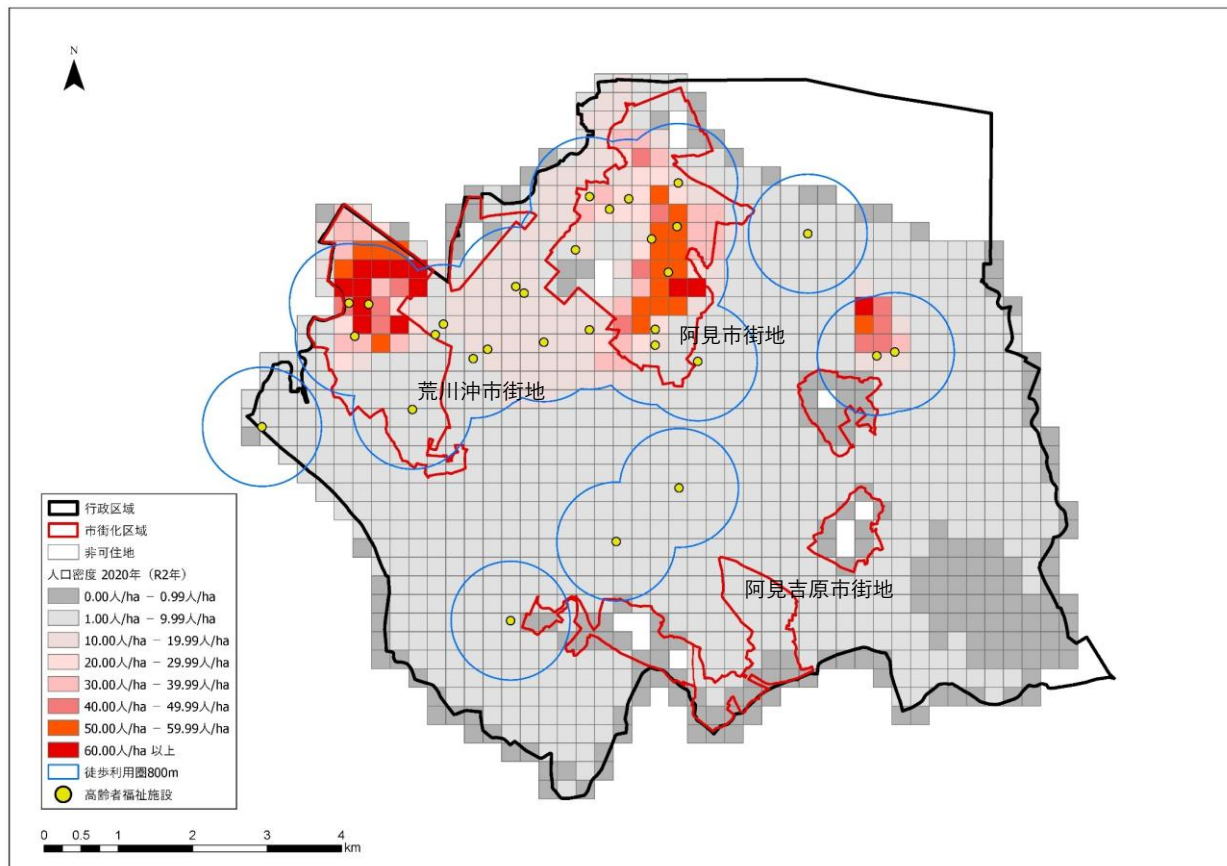 N
阿見市街地
荒川沖市街地
阿見吉原市街地
行政区域
市街化区域
非可住地
人口密度 2020年（R2年）
0.00人/ha － 0.99人/ha
1.00人/ha － 9.99人/ha
10.00人/ha － 19.99人/ha
20.00人/ha － 29.99人/ha
30.00人/ha － 39.99人/ha
40.00人/ha － 49.99人/ha
50.00人/ha － 59.99人/ha
60.00人/ha 以上
徒歩利用圏800m
高齢者福祉施設
0 0.5 1 2 3 4
km